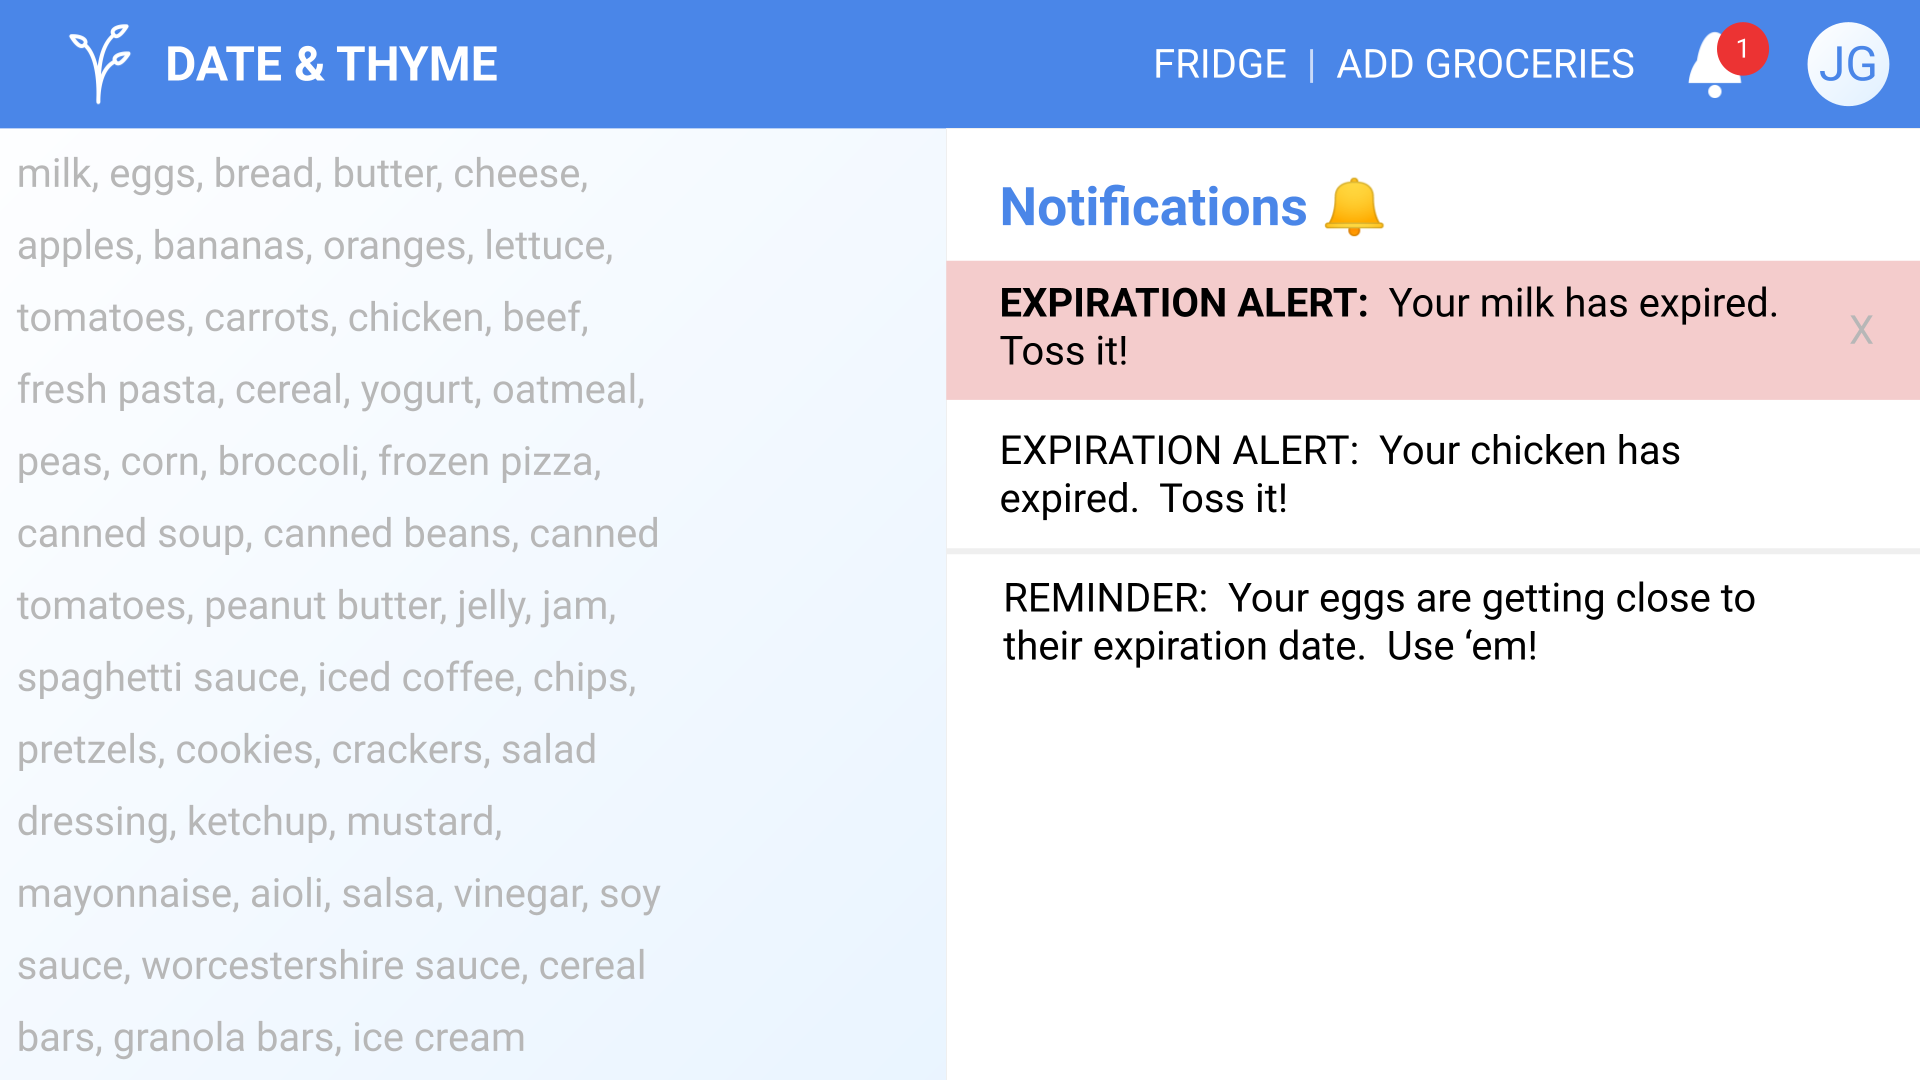 DATE & THYME
FRIDGE | ADD GROCERIES
1
JG
milk, eggs, bread, butter, cheese,
apples, bananas, oranges, lettuce,
tomatoes, carrots, chicken, beef,
fresh pasta, cereal, yogurt, oatmeal,
peas, corn, broccoli, frozen pizza,
canned soup, canned beans, canned
tomatoes, peanut butter, jelly, jam,
spaghetti sauce, iced coffee, chips,
pretzels, cookies, crackers, salad
dressing, ketchup, mustard,
mayonnaise, aioli, salsa, vinegar, soy
sauce, worcestershire sauce, cereal
bars, granola bars, ice cream
Notifications
EXPIRATION ALERT:  Your milk has expired.
Toss it!
X
EXPIRATION ALERT:  Your chicken has
expired.  Toss it!
REMINDER:  Your eggs are getting close to
their expiration date.  Use ‘em!